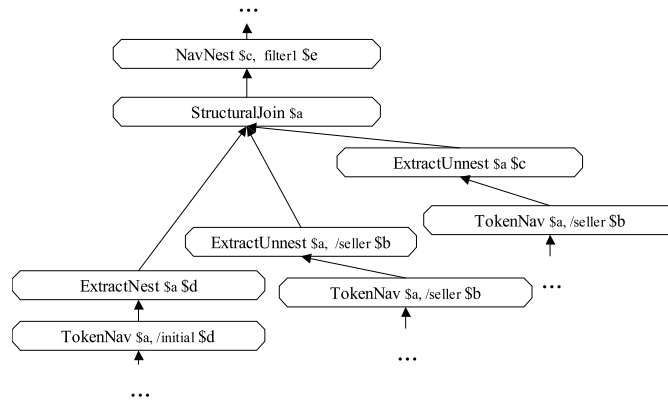 ...
NavNest $c, filter1 $e
StructuralJoin $a
ExtractUnnest $a $c
TokenNav $a, /seller $b
ExtractUnnest $a, /seller $b
...
ExtractNest $a $d
TokenNav $a, /seller $b
TokenNav $a, /initial $d
...
...